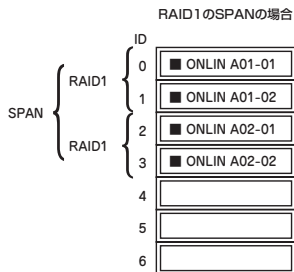 RAID1のSPANの場合
ID
0 ■ ONLIN A01-01
RAID1
1 ■ ONLIN A01-02
SPAN
2 ■ ONLIN A02-01
RAID1
3 ■ ONLIN A02-02
4
5
6